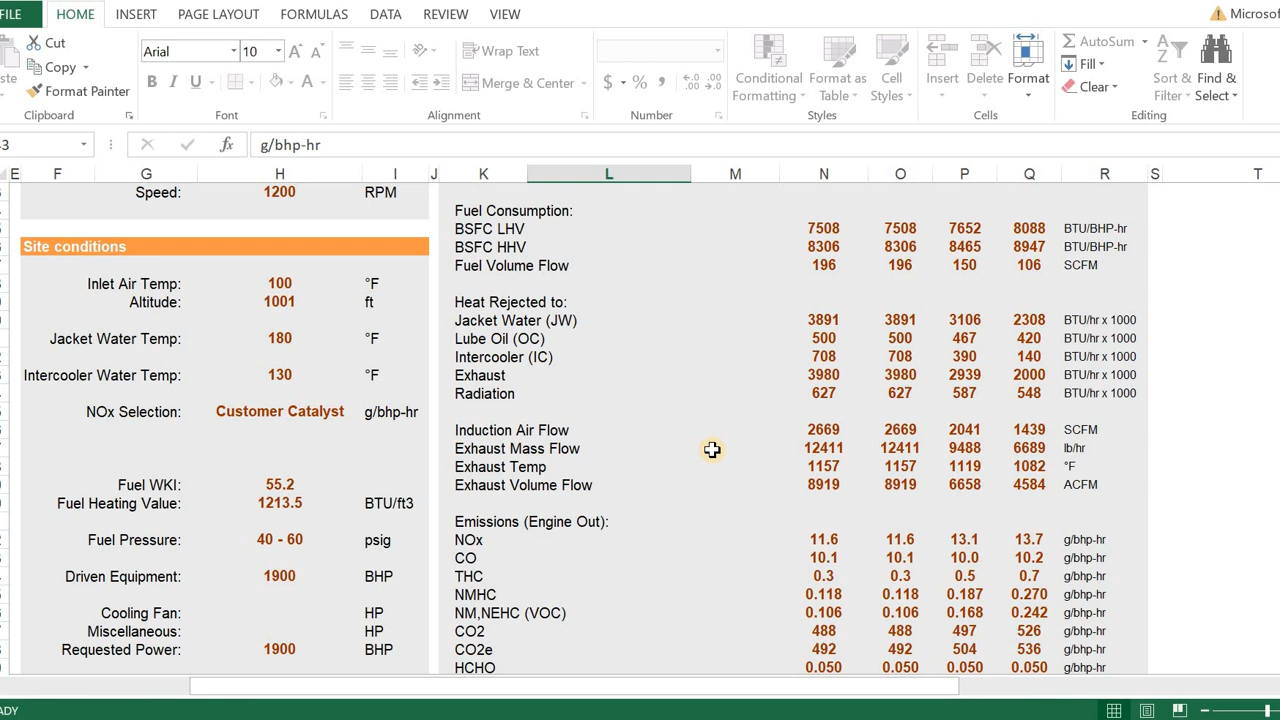 FILE HOME INSERT PAGE LAYOUT FORMULAS DATA REVIEW VIEW Microsof
Cut
Copy
Format Painter
Clipboard
Arial 10
B I U
Font
Wrap Text
Merge & Center
Alignment
$ % ,
Number
Conditional Formatting
Format as Table
Cell Styles
Styles
Insert Delete Format
Cells
AutoSum
Fill
Clear
Sort & Filter
Find & Select
Editing
fx g/bhp-hr
E F G H I J K L M N O P Q R S T
Speed: 1200 RPM
Site conditions
Inlet Air Temp: 100 °F
Altitude: 1001 ft
Jacket Water Temp: 180 °F
Intercooler Water Temp: 130 °F
NOx Selection: Customer Catalyst g/bhp-hr
Fuel WKI: 55.2
Fuel Heating Value: 1213.5 BTU/ft3
Fuel Pressure: 40 - 60 psig
Driven Equipment: 1900 BHP
Cooling Fan: HP
Miscellaneous: HP
Requested Power: 1900 BHP
Fuel Consumption:
BSFC LHV 7508 7508 7652 8088 BTU/BHP-hr
BSFC HHV 8306 8306 8465 8947 BTU/BHP-hr
Fuel Volume Flow 196 196 150 106 SCFM
Heat Rejected to:
Jacket Water (JW) 3891 3891 3106 2308 BTU/hr x 1000
Lube Oil (OC) 500 500 467 420 BTU/hr x 1000
Intercooler (IC) 708 708 390 140 BTU/hr x 1000
Exhaust 3980 3980 2939 2000 BTU/hr x 1000
Radiation 627 627 587 548 BTU/hr x 1000
Induction Air Flow 2669 2669 2041 1439 SCFM
Exhaust Mass Flow 12411 12411 9488 6689 lb/hr
Exhaust Temp 1157 1157 1119 1082 °F
Exhaust Volume Flow 8919 8919 6658 4584 ACFM
Emissions (Engine Out):
NOx 11.6 11.6 13.1 13.7 g/bhp-hr
CO 10.1 10.1 10.0 10.2 g/bhp-hr
THC 0.3 0.3 0.5 0.7 g/bhp-hr
NMHC 0.118 0.118 0.187 0.270 g/bhp-hr
NM,NEHC (VOC) 0.106 0.106 0.168 0.242 g/bhp-hr
CO2 488 488 497 526 g/bhp-hr
CO2e 492 492 504 536 g/bhp-hr
HCHO 0.050 0.050 0.050 0.050 g/bhp-hr
ADY